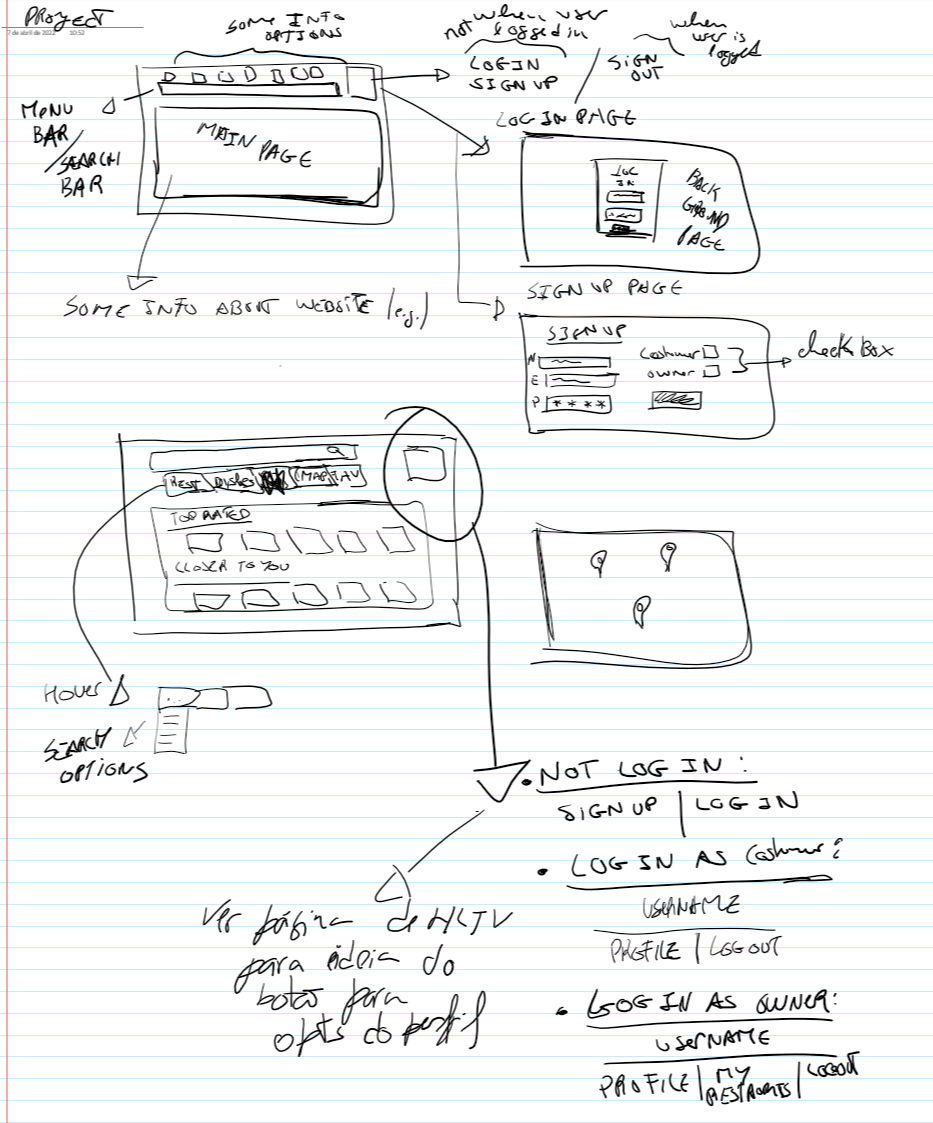 PROJECT
7 de abril de 2022 10:52
SOME INFO
OPTIONS
not when user
logged in
LOGIN
SIGN UP
when
user is
logged
SIGN
OUT
MENU
BAR/
SEARCH
BAR
MAIN PAGE
SOME INFO ABOUT WEBSITE (e.g.)
LOG IN PAGE
LOG
IN
BACK
GROUND
PAGE
SIGN UP PAGE
SIGN UP
N
E
P * * * *
costumer
owner
check Box
REST Dishes MAP FAV
TOP RATED
CLOSER TO YOU
Hover
SEARCH
OPTIONS
• NOT LOG IN:
SIGN UP | LOG IN
• LOG IN AS Costumer:
USERNAME
PROFILE | LOGOUT
• LOG IN AS OWNER:
USERNAME
PROFILE | MY | LOGOUT
Ver página de HLTV
para ideia do
botão para
do perfil